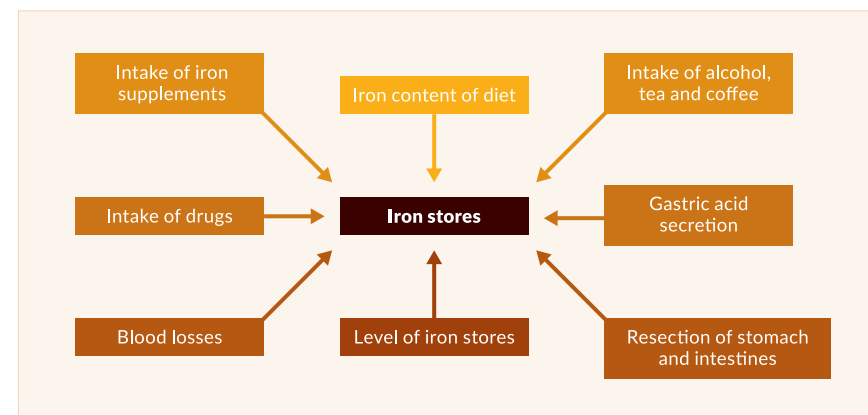 Intake of iron
supplements
Iron content of diet
Intake of alcohol,
tea and coffee
Intake of drugs
Iron stores
Gastric acid
secretion
Blood losses
Level of iron stores
Resection of stomach
and intestines